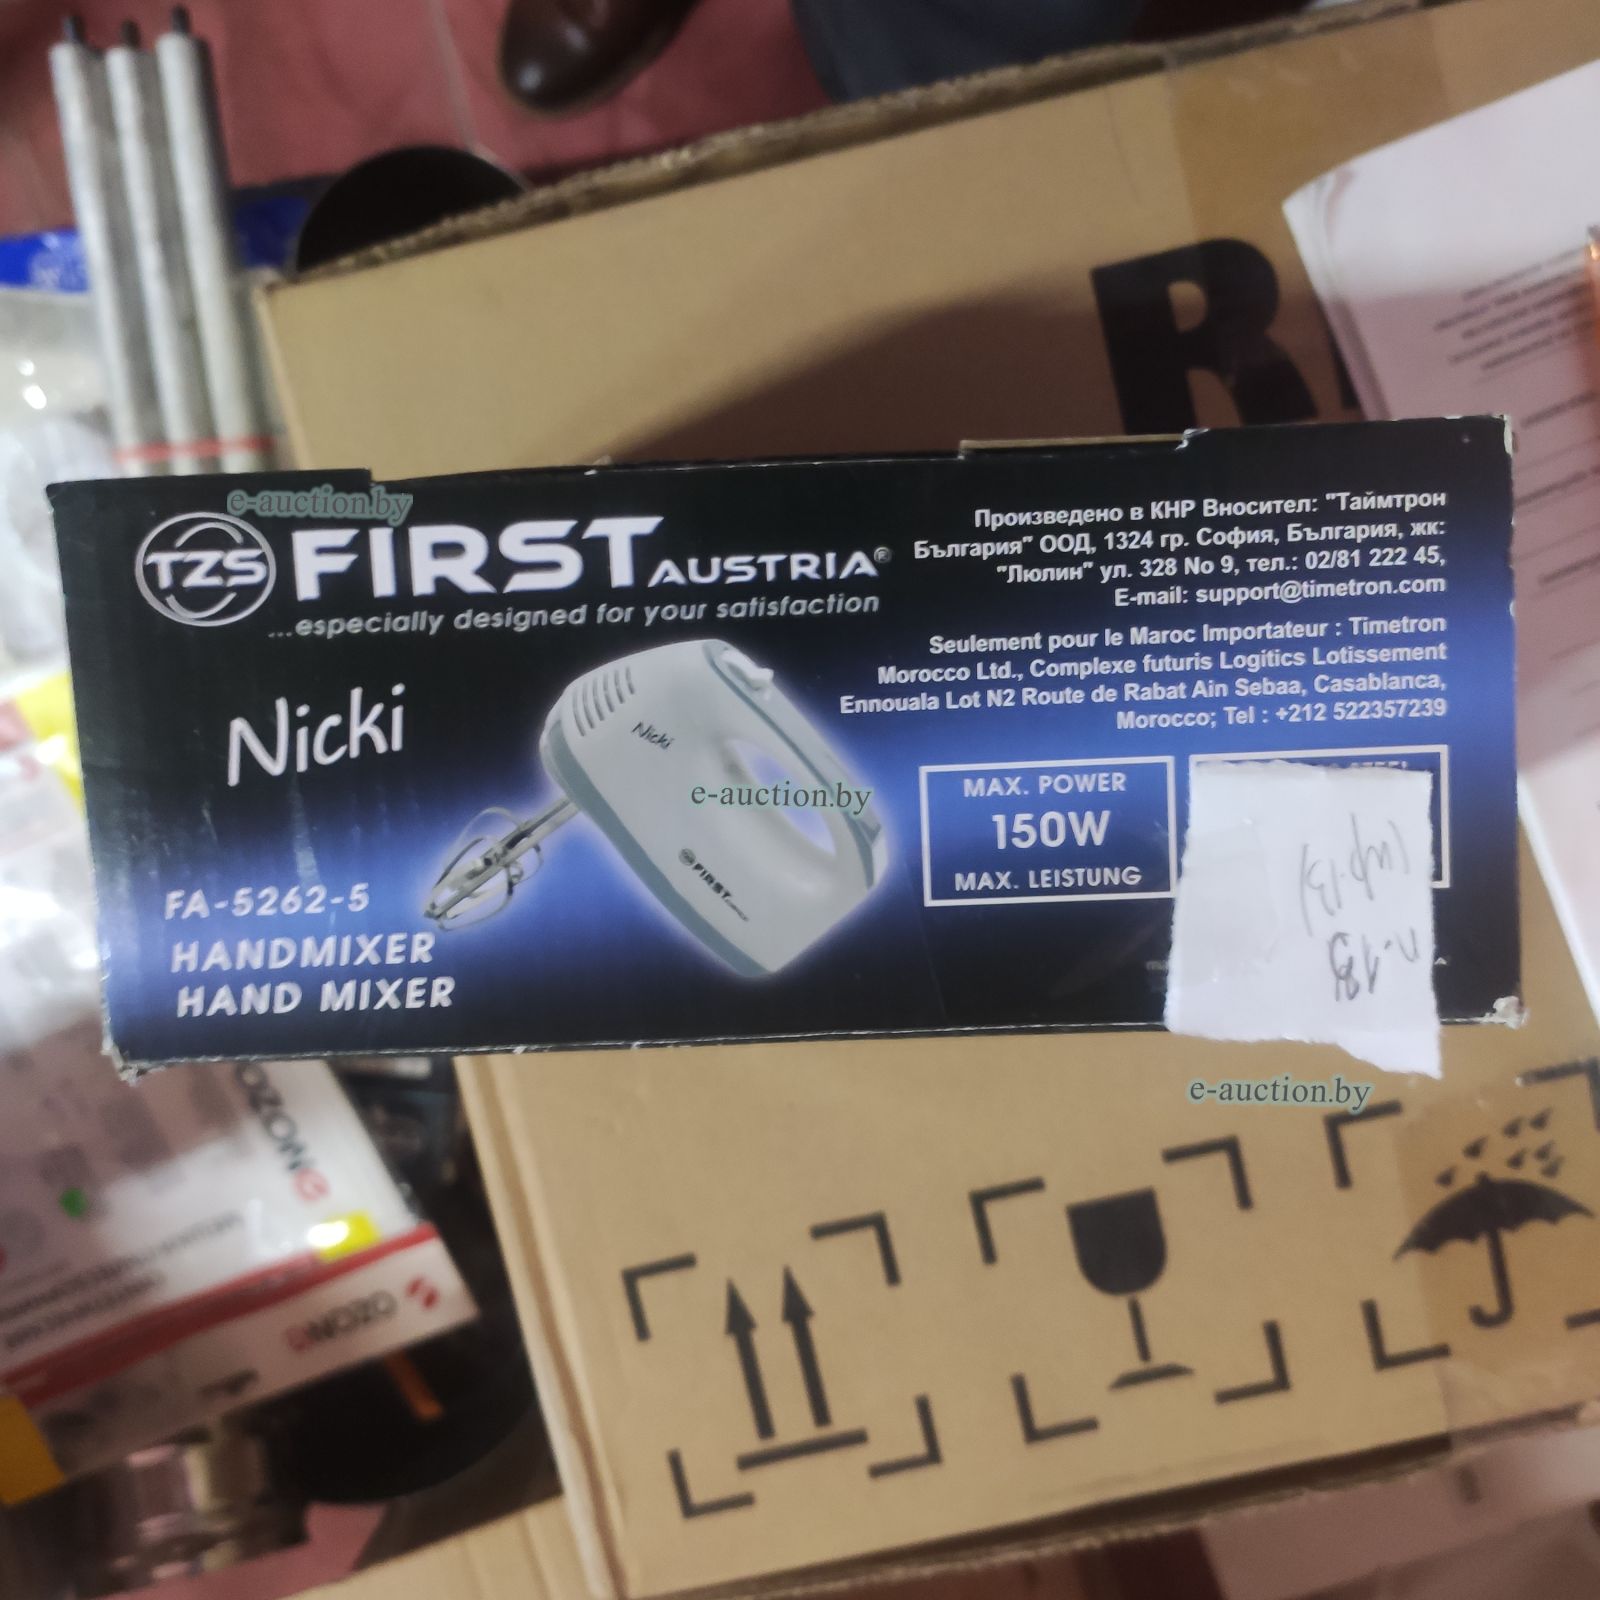 e-auction.by
TZS FIRST AUSTRIA®
...especially designed for your satisfaction
Nicki
FA-5262-5
HANDMIXER
HAND MIXER
Nicki
FIRST
e-auction.by
Произведено в КНР Вносител: "Таймтрон
България" ООД, 1324 гр. София, България, жк:
"Люлин" ул. 328 No 9, тел.: 02/81 222 45,
E-mail: support@timetron.com
Seulement pour le Maroc Importateur : Timetron
Morocco Ltd., Complexe futuris Logitics Lotissement
Ennouala Lot N2 Route de Rabat Ain Sebaa, Casablanca,
Morocco; Tel : +212 522357239
MAX. POWER
150W
MAX. LEISTUNG
e-auction.by
R
OZON
OZON